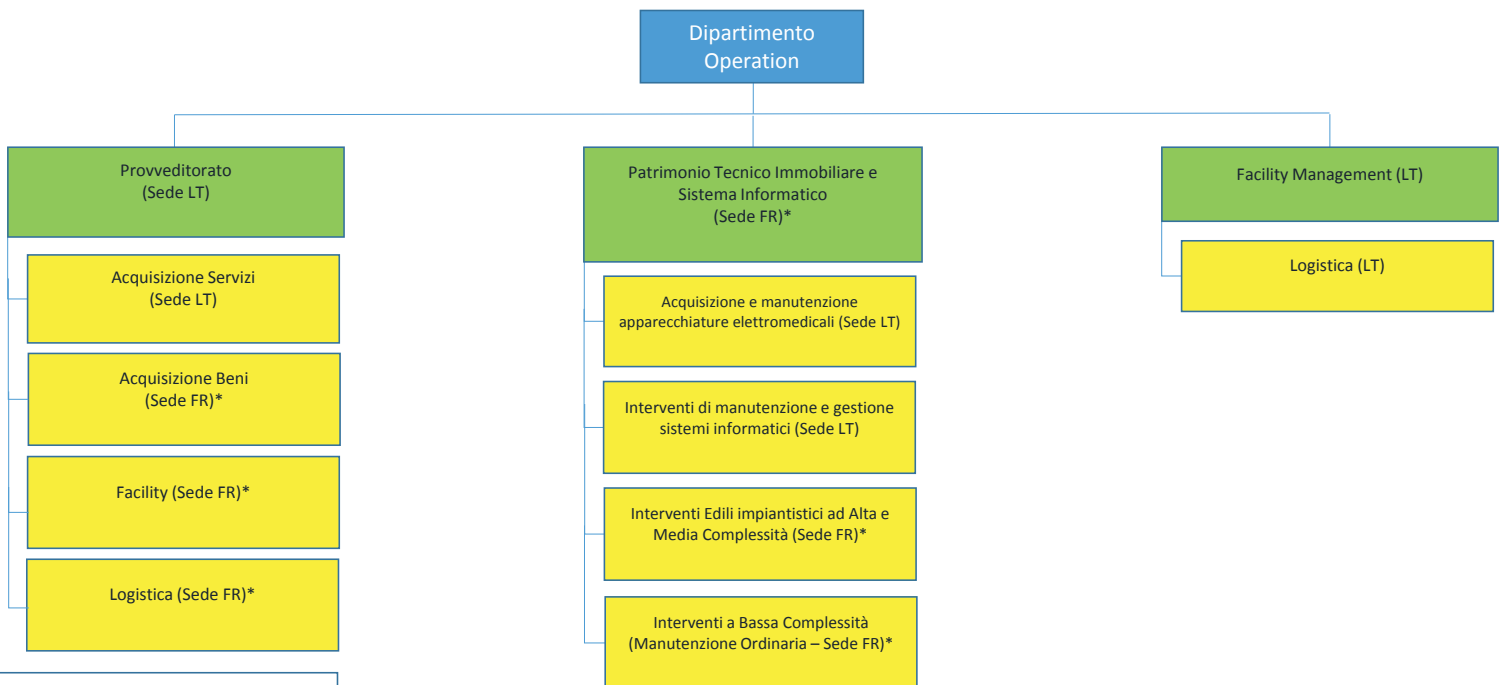 Dipartimento
Operation
Provveditorato
(Sede LT)
Acquisizione Servizi
(Sede LT)
Acquisizione Beni
(Sede FR)*
Facility (Sede FR)*
Logistica (Sede FR)*
Patrimonio Tecnico Immobiliare e
Sistema Informatico
(Sede FR)*
Acquisizione e manutenzione
apparecchiature elettromedicali (Sede LT)
Interventi di manutenzione e gestione
sistemi informatici (Sede LT)
Interventi Edili impiantistici ad Alta e
Media Complessità (Sede FR)*
Interventi a Bassa Complessità
(Manutenzione Ordinaria – Sede FR)*
Facility Management (LT)
Logistica (LT)